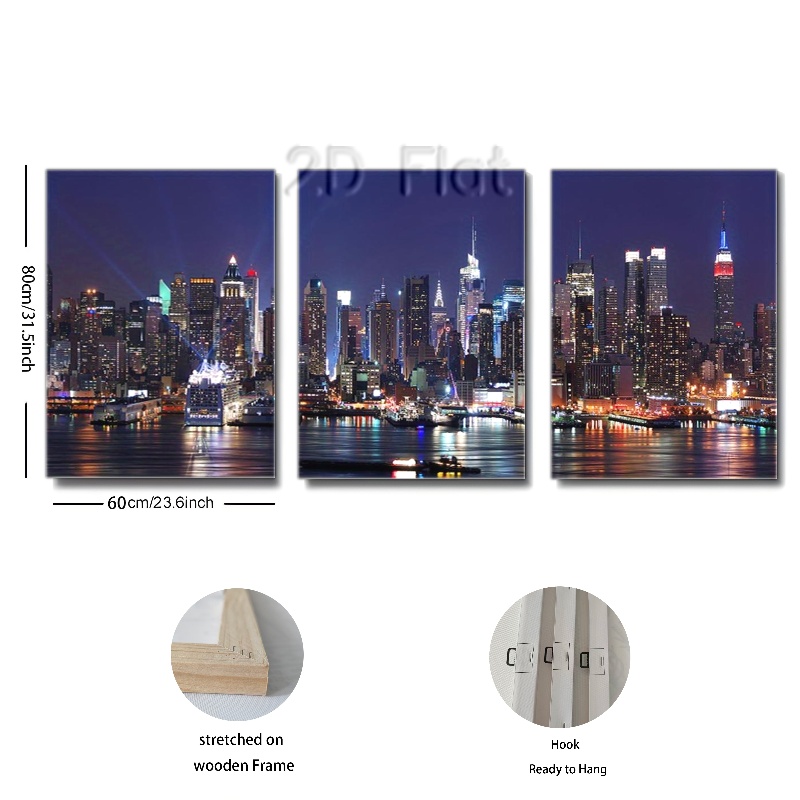 2D Flat
80cm/31.5inch
60cm/23.6inch
stretched on
wooden Frame
Hook
Ready to Hang